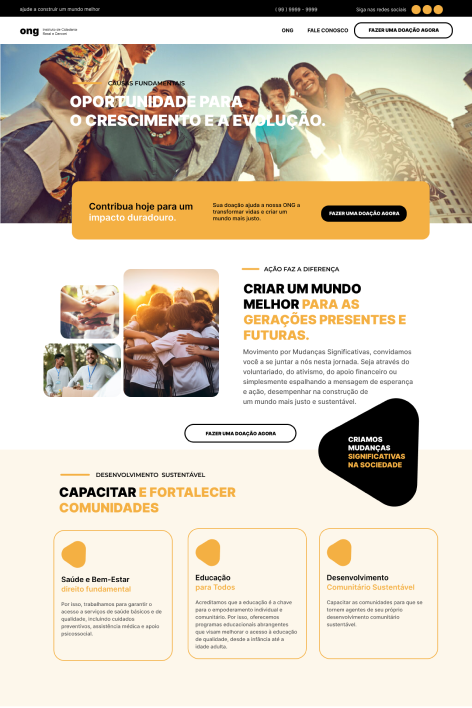 ajude a construir um mundo melhor
( 99 ) 9999 - 9999
Siga nas redes sociais
ong
Instituto de Cidadania
Rural e Carcere
ONG
FALE CONOSCO
FAZER UMA DOAÇÃO AGORA
CAUSAS FUNDAMENTAIS
OPORTUNIDADE PARA
O CRESCIMENTO E A EVOLUÇÃO.
Contribua hoje para um
impacto duradouro.
Sua doação ajuda a nossa ONG a
transformar vidas e criar um
mundo mais justo.
FAZER UMA DOAÇÃO AGORA
AÇÃO FAZ A DIFERENÇA
CRIAR UM MUNDO
MELHOR PARA AS
GERAÇÕES PRESENTES E
FUTURAS.
Movimento por Mudanças Significativas, convidamos
você a se juntar a nós nesta jornada. Seja através do
voluntariado, do ativismo, do apoio financeiro ou
simplesmente espalhando a mensagem de esperança
e ação, desempenhar na construção de
um mundo mais justo e sustentável.
FAZER UMA DOAÇÃO AGORA
CRIAMOS
MUDANÇAS
SIGNIFICATIVAS
NA SOCIEDADE
DESENVOLVIMENTO SUSTENTÁVEL
CAPACITAR E FORTALECER
COMUNIDADES
Saúde e Bem-Estar
direito fundamental
Por isso, trabalhamos para garantir o
acesso a serviços de saúde básicos e de
qualidade, incluindo cuidados
preventivos, assistência médica e apoio
psicossocial.
Educação
para Todos
Acreditamos que a educação é a chave
para o empoderamento individual e
comunitário. Por isso, oferecemos
programas educacionais abrangentes
que visam melhorar o acesso à educação
de qualidade, desde a infância até a
idade adulta.
Desenvolvimento
Comunitário Sustentável
Capacitar as comunidades para que se
tornem agentes de seu próprio
desenvolvimento comunitário
sustentável.